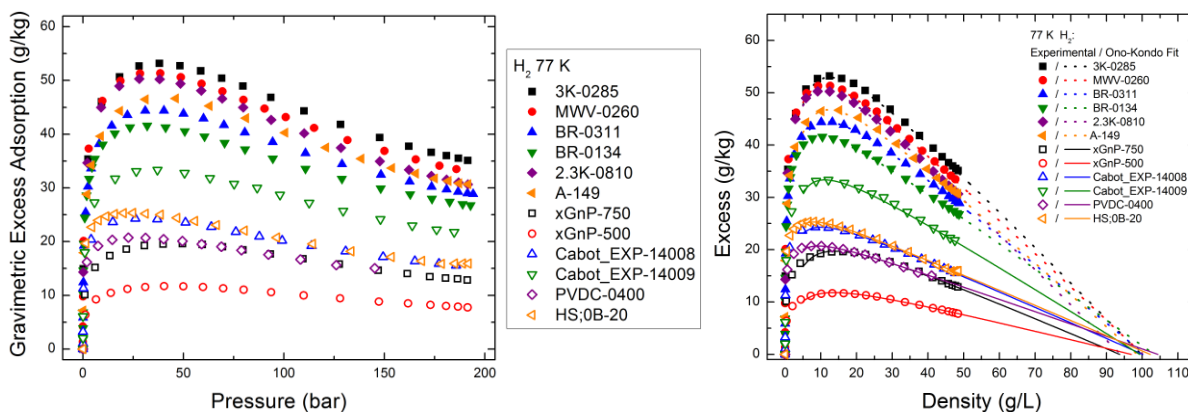 Gravimetric Excess Adsorption (g/kg)
60
50
40
30
20
10
0
0
50
100
150
200
Pressure (bar)
H2 77 K
3K-0285
MWV-0260
BR-0311
BR-0134
2.3K-0810
A-149
xGnP-750
xGnP-500
Cabot_EXP-14008
Cabot_EXP-14009
PVDC-0400
HS;0B-20
Excess (g/kg)
60
50
40
30
20
10
0
0
10
20
30
40
50
60
70
80
90
100
110
Density (g/L)
77 K H2:
Experimental / Ono-Kondo Fit
/ 3K-0285
/ MWV-0260
/ BR-0311
/ BR-0134
/ 2.3K-0810
/ A-149
/ xGnP-750
/ xGnP-500
/ Cabot_EXP-14008
/ Cabot_EXP-14009
/ PVDC-0400
/ HS;0B-20